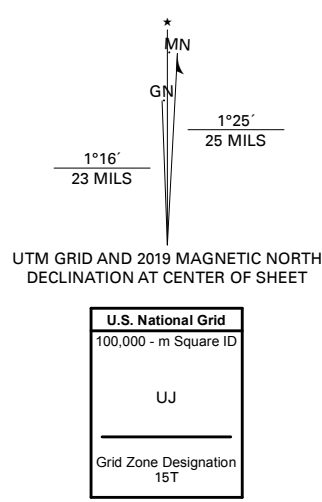 ★
MN
GN
1°25´
25 MILS
1°16´
23 MILS
UTM GRID AND 2019 MAGNETIC NORTH
DECLINATION AT CENTER OF SHEET
U.S. National Grid
100,000 - m Square ID
UJ
Grid Zone Designation
15T